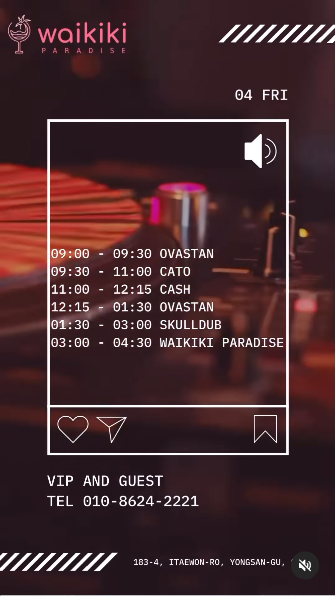 waikiki
PARADISE
04 FRI
09:00 - 09:30 OVASTAN
09:30 - 11:00 CATO
11:00 - 12:15 CASH
12:15 - 01:30 OVASTAN
01:30 - 03:00 SKULLDUB
03:00 - 04:30 WAIKIKI PARADISE
VIP AND GUEST
TEL 010-8624-2221
183-4, ITAEWON-RO, YONGSAN-GU,